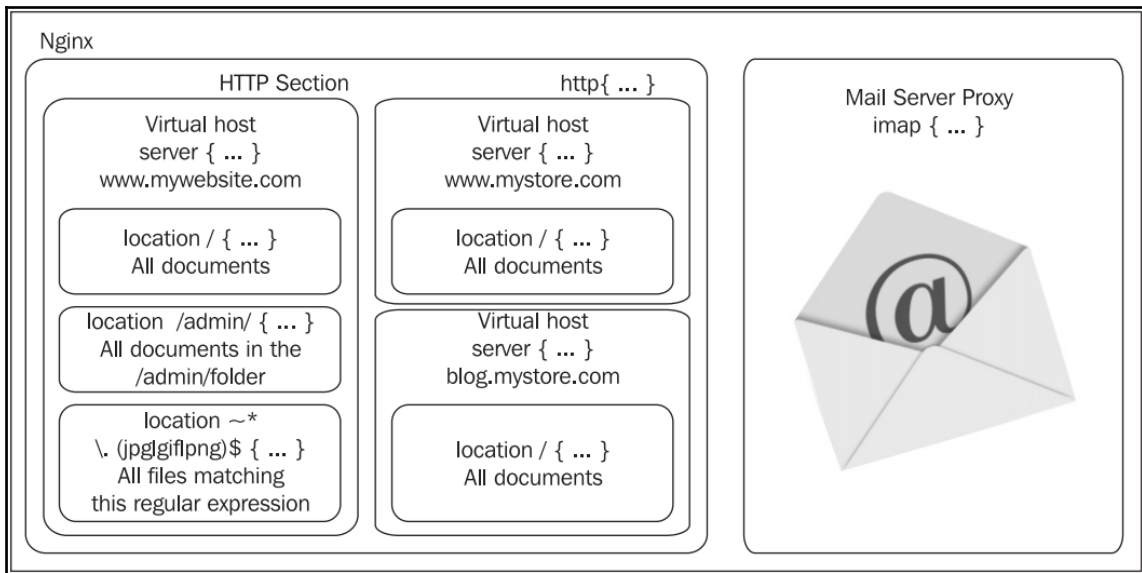 Nginx
HTTP Section http{ ... }
Virtual host
server { ... }
www.mywebsite.com
location / { ... }
All documents
location /admin/ { ... }
All documents in the
/admin/folder
location ~*
\. (jpg|gif|png)$ { ... }
All files matching
this regular expression
Virtual host
server { ... }
www.mystore.com
location / { ... }
All documents
Virtual host
server { ... }
blog.mystore.com
location / { ... }
All documents
Mail Server Proxy
imap { ... }
@